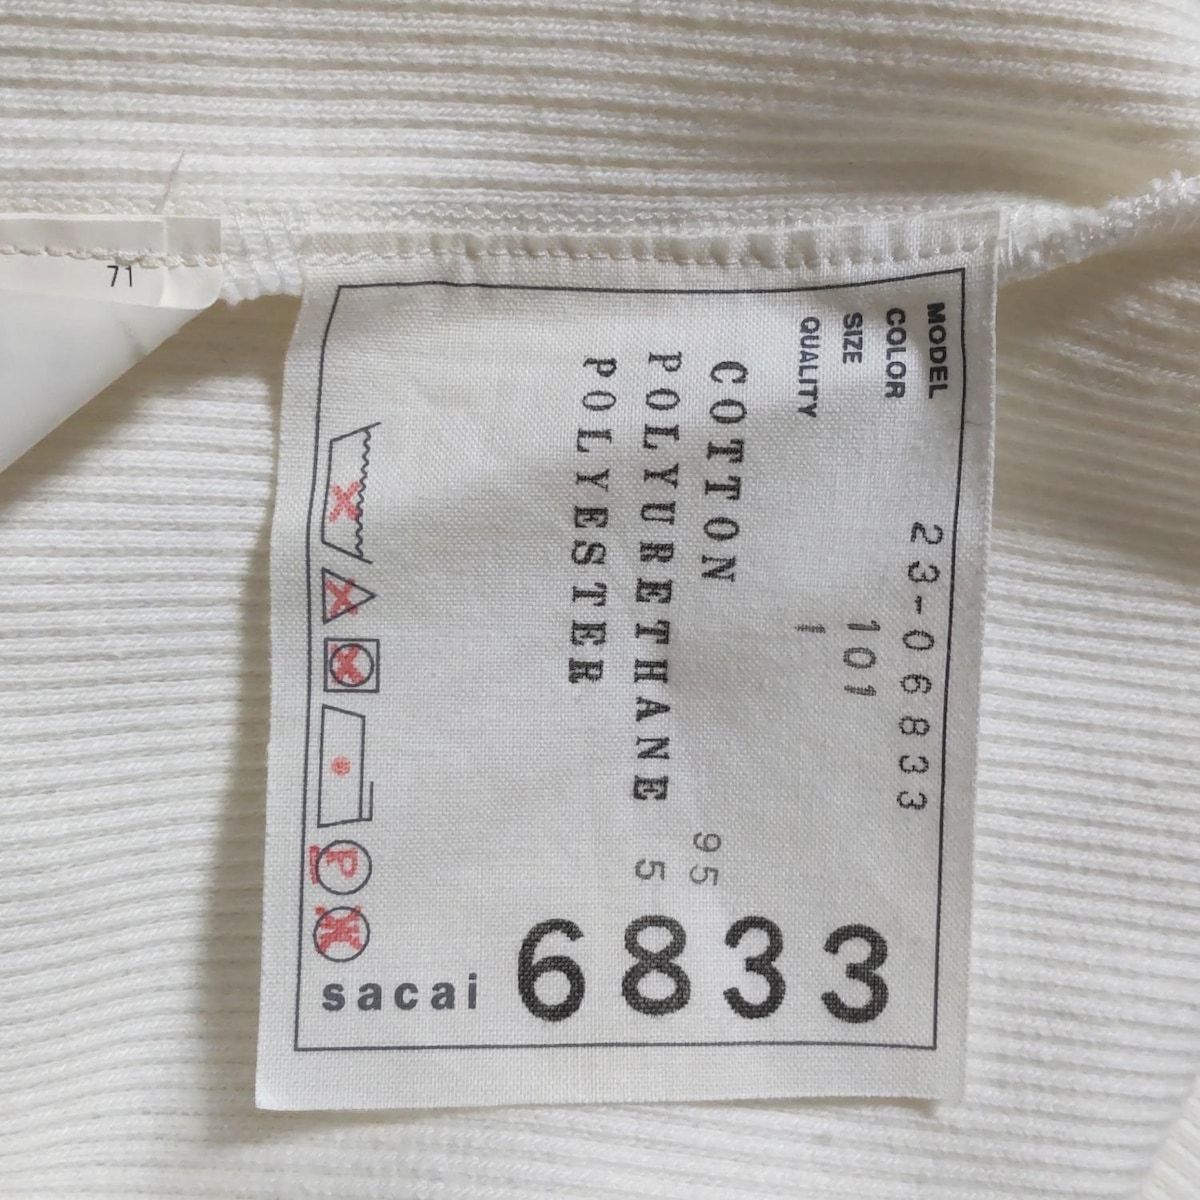 MODEL 23-06833
COLOR 101
SIZE 1
QUALITY
COTTON 95
POLYURETHANE 5
POLYESTER
P
6833
sacai
71